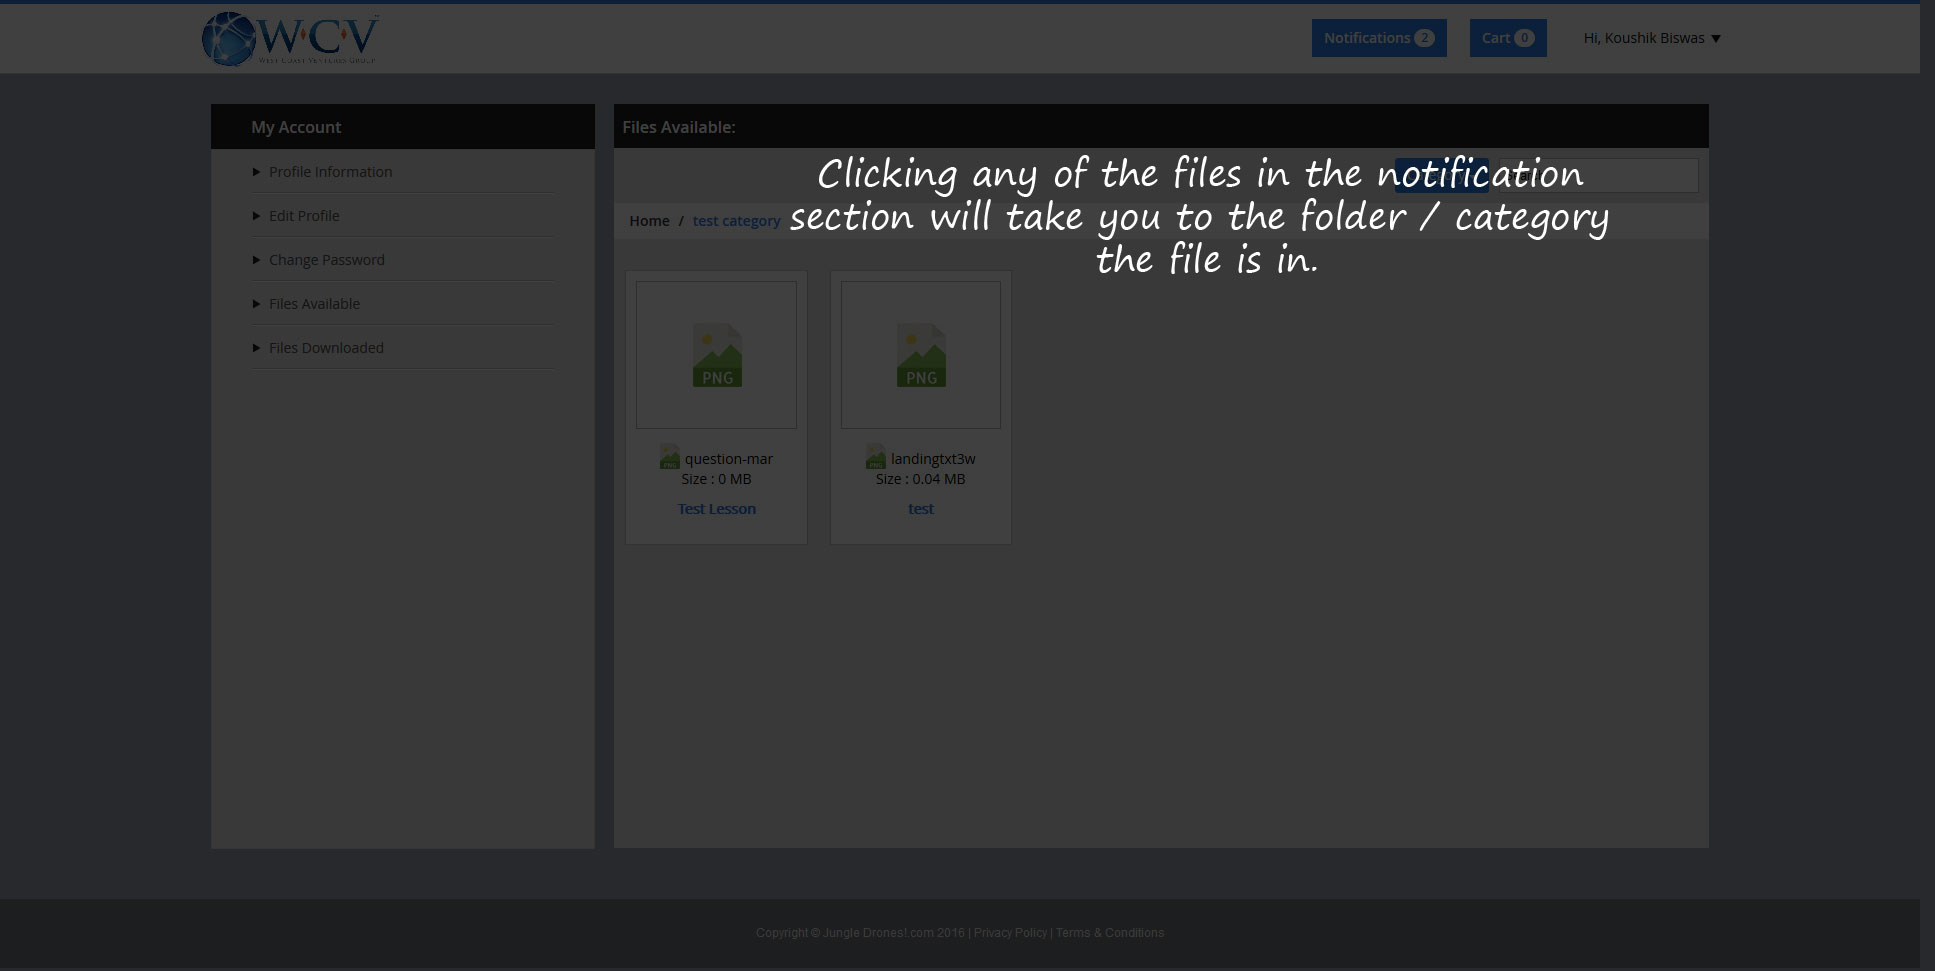 W·C·V
WEST COAST VENTURES GROUP
Notifications 2
Cart 0
Hi, Koushik Biswas
My Account
Profile Information
Edit Profile
Change Password
Files Available
Files Downloaded
Files Available:
Clicking any of the files in the notification
section will take you to the folder / category
the file is in.
Home / test category
PNG
PNG question-mar
Size : 0 MB
Test Lesson
PNG
PNG landingtxt3w
Size : 0.04 MB
test
Copyright © Jungle Drones!.com 2016 | Privacy Policy | Terms & Conditions